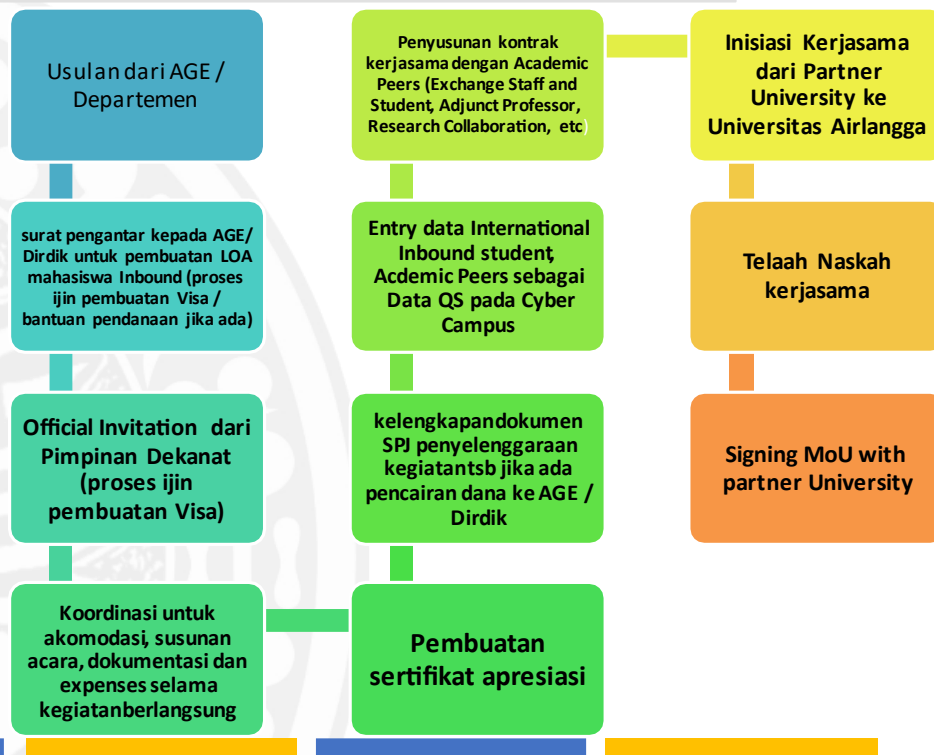 Usulan dari AGE /
Departemen
surat pengantar kepada AGE/
Dirdik untuk pembuatan LOA
mahasiswa Inbound (proses
ijin pembuatan Visa /
bantuan pendanaan jika ada)
Official Invitation dari
Pimpinan Dekanat
(proses ijin
pembuatan Visa)
Koordinasi untuk
akomodasi, susunan
acara, dokumentasi dan
expenses selama
kegiatanberlangsung
Pembuatan
sertifikat apresiasi
kelengkapandokumen
SPJ penyelenggaraan
kegiatantsb jika ada
pencairan dana ke AGE /
Dirdik
Entry data International
Inbound student,
Acdemic Peers sebagai
Data QS pada Cyber
Campus
Penyusunan kontrak
kerjasama dengan Academic
Peers (Exchange Staff and
Student, Adjunct Professor,
Research Collaboration, etc)
Inisiasi Kerjasama
dari Partner
University ke
Universitas Airlangga
Telaah Naskah
kerjasama
Signing MoU with
partner University